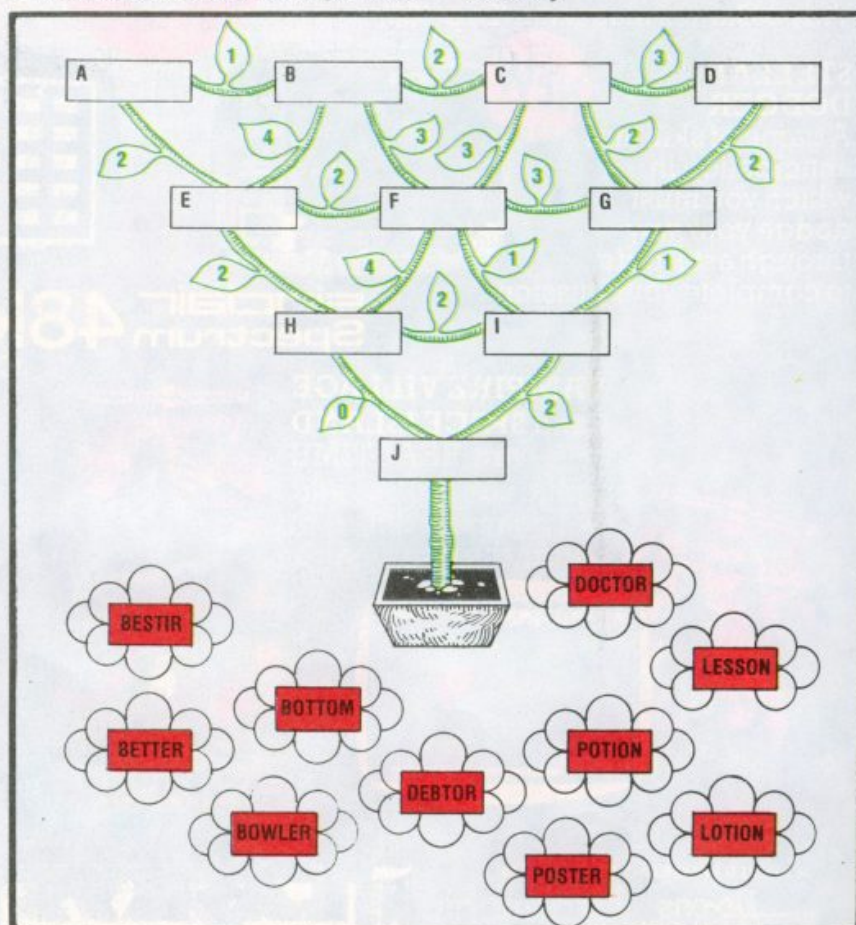 1 2 3
A B C D
4 3 3 2
2 2 3 2
E F G
2 4 1 1
2
H I
0 2
J
DOCTOR
BESTIR
LESSON
BOTTOM
BETTER POTION
DEBTOR
BOWLER LOTION
POSTER